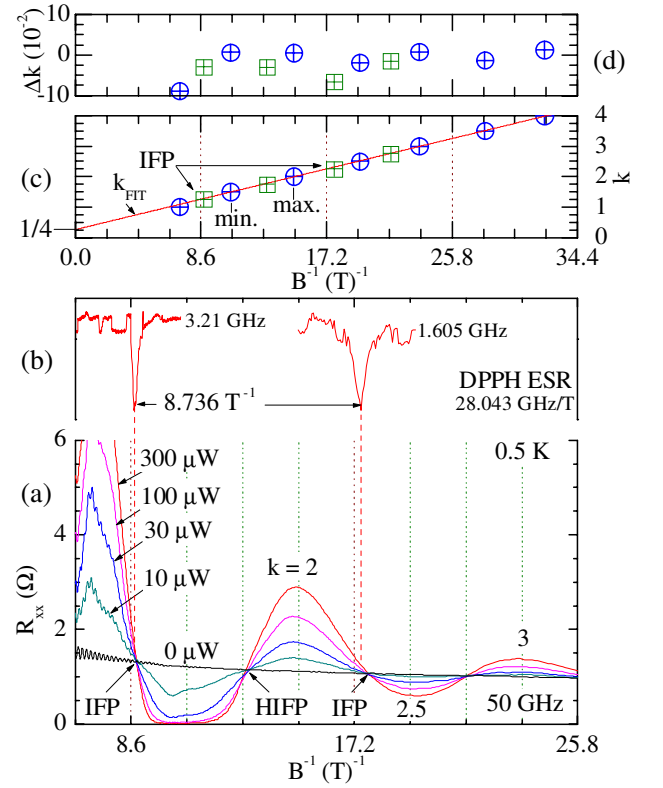 Δk (10⁻²)
0
-10
(d)
(c)
IFP
k_FIT
min.
max.
1/4
4
3
2
1
0
k
0.0 8.6 17.2 25.8 34.4
B⁻¹ (T)⁻¹
(b)
3.21 GHz
1.605 GHz
8.736 T⁻¹
DPPH ESR
28.043 GHz/T
(a)
6
4
2
0
R_xx (Ω)
300 μW
100 μW
30 μW
10 μW
0 μW
0.5 K
k = 2
3
2.5
IFP
HIFP
IFP
50 GHz
8.6 17.2 25.8
B⁻¹ (T)⁻¹